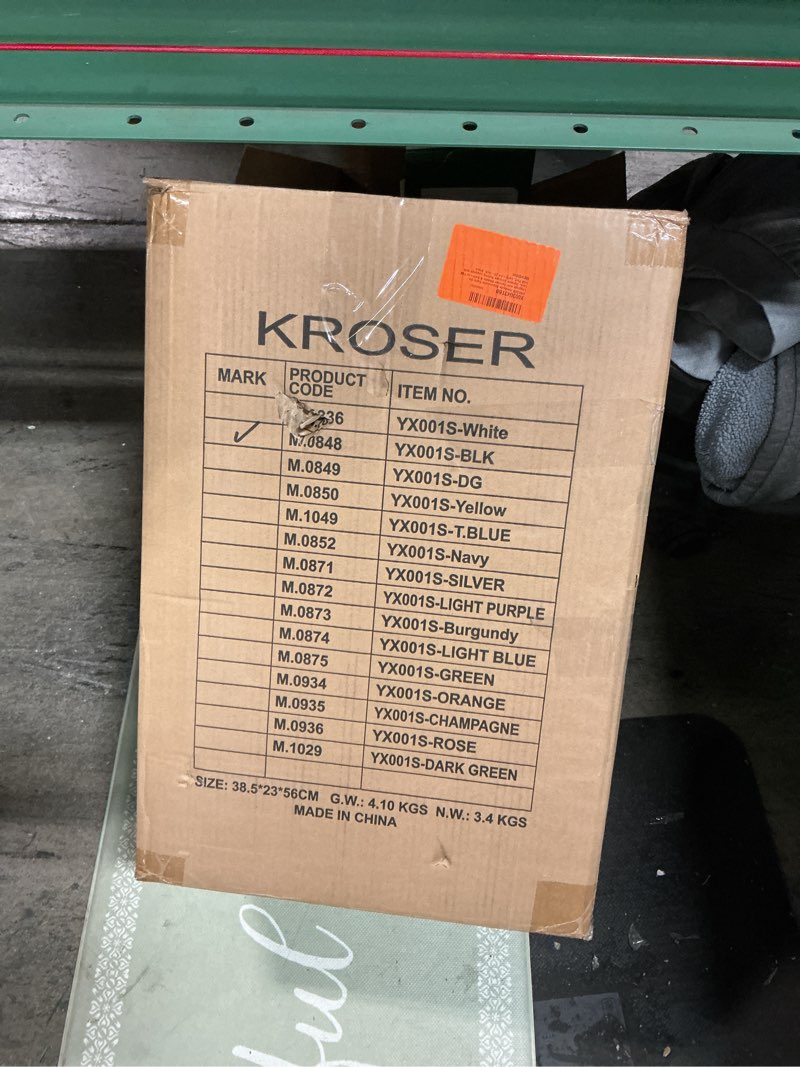 KROSER
MARK PRODUCT CODE ITEM NO.
336 YX001S-White
✓ M.0848 YX001S-BLK
M.0849 YX001S-DG
M.0850 YX001S-Yellow
M.1049 YX001S-T.BLUE
M.0852 YX001S-Navy
M.0871 YX001S-SILVER
M.0872 YX001S-LIGHT PURPLE
M.0873 YX001S-Burgundy
M.0874 YX001S-LIGHT BLUE
M.0875 YX001S-GREEN
M.0934 YX001S-ORANGE
M.0935 YX001S-CHAMPAGNE
M.0936 YX001S-ROSE
M.1029 YX001S-DARK GREEN
SIZE: 38.5*23*56CM G.W.: 4.10 KGS N.W.: 3.4 KGS
MADE IN CHINA
ful